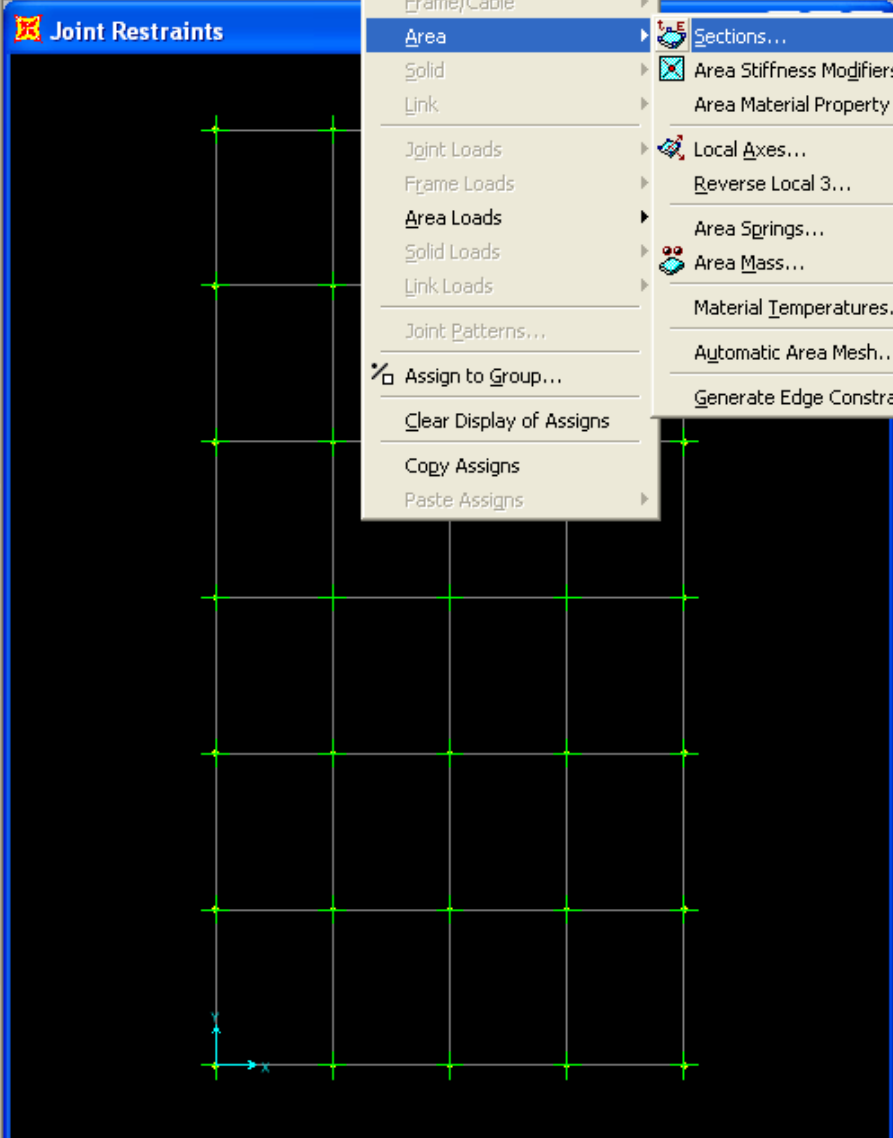 Frame/Cable
Joint Restraints
Area
Sections...
Solid
Area Stiffness Modifiers
Link
Area Material Property
Joint Loads
Local Axes...
Frame Loads
Reverse Local 3...
Area Loads
Area Springs...
Solid Loads
Area Mass...
Link Loads
Material Temperatures.
Joint Patterns...
Automatic Area Mesh..
Assign to Group...
Generate Edge Constra
Clear Display of Assigns
Copy Assigns
Paste Assigns
Y
X